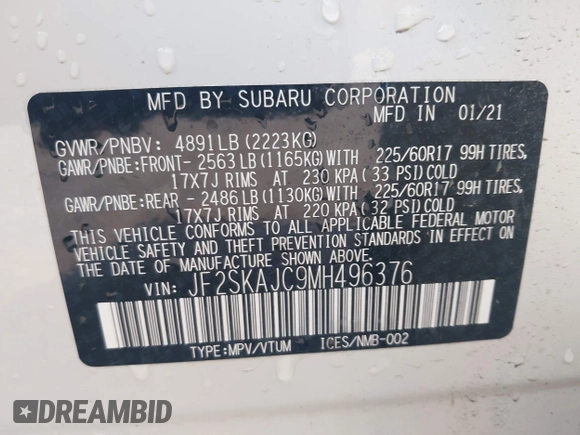 MFD BY SUBARU CORPORATION
MFD IN 01/21
GVWR/PNBV: 4891LB(2223KG)
GAWR/PNBE:FRONT-2563LB(1165KG)WITH 225/60R17 99H TIRES,
17X7J RIMS AT 230 KPA(33 PSI)COLD
GAWR/PNBE:REAR -2486LB(1130KG)WITH 225/60R17 99H TIRES,
17X7J RIMS AT 220 KPA(32 PSI)COLD
THIS VEHICLE CONFORMS TO ALL APPLICABLE FEDERAL MOTOR
VEHICLE SAFETY AND THEFT PREVENTION STANDARDS IN EFFECT
ON THE DATE OF MANUFACTURE SHOWN ABOVE.
VIN: JF2SKAJC9MH496376
TYPE:MPV/VTUM ICES/NMB-002
DREAMBID